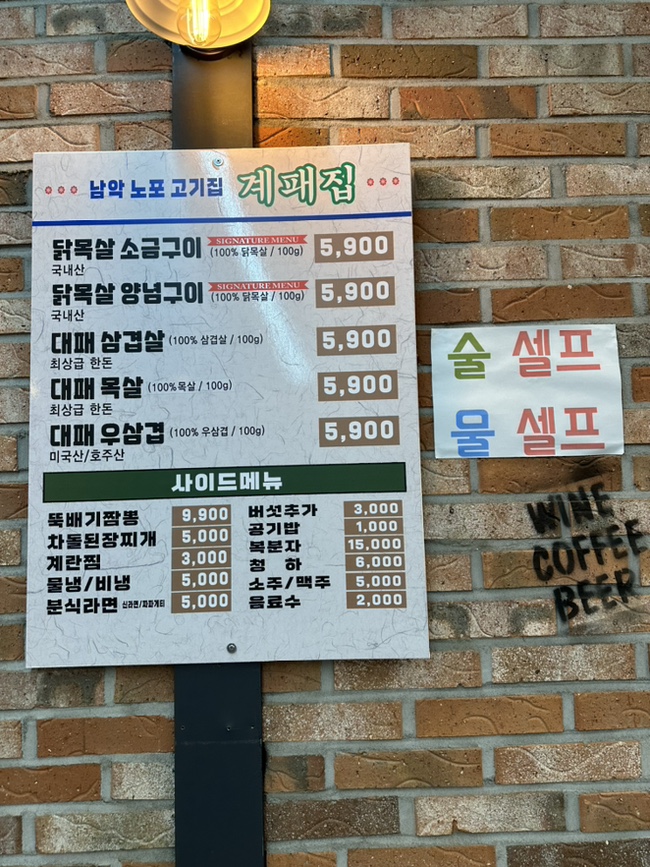 남악 노포 고기집 계패집
닭목살 소금구이 SIGNATURE MENU (100% 닭목살 / 100g) 5,900
국내산
닭목살 양념구이 SIGNATURE MENU (100% 닭목살 / 100g) 5,900
국내산
대패 삼겹살 (100% 삼겹살 / 100g) 5,900
최상급 한돈
대패 목살 (100%목살 / 100g) 5,900
최상급 한돈
대패 우삼겹 (100% 우삼겹 / 100g) 5,900
미국산/호주산
사이드메뉴
뚝배기짬뽕 9,900
차돌된장찌개 5,000
계란찜 3,000
물냉/비냉 5,000
분식라면 신라면/짜파게티 5,000
버섯추가 3,000
공기밥 1,000
복분자 15,000
청 하 6,000
소주/맥주 5,000
음료수 2,000
술 셀프
물 셀프
WINE
COFFEE
BEER